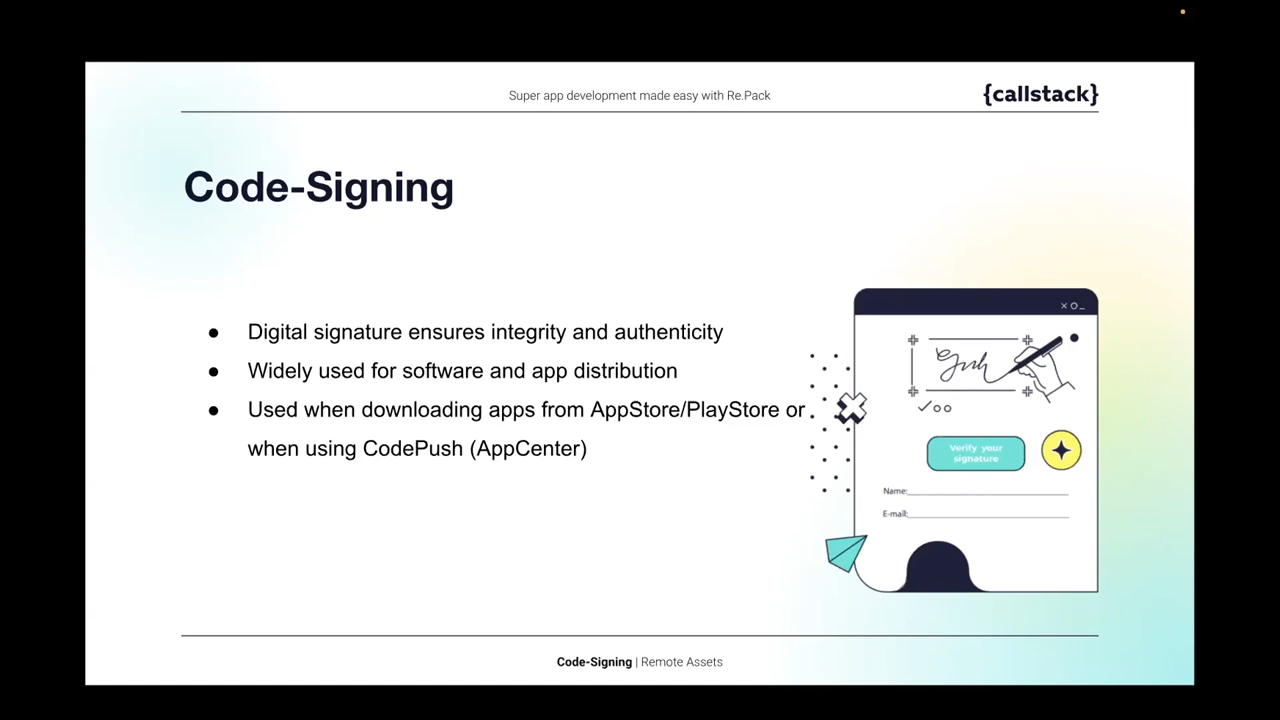 Super app development made easy with Re.Pack
{callstack}
Code-Signing
● Digital signature ensures integrity and authenticity
● Widely used for software and app distribution
● Used when downloading apps from AppStore/PlayStore or
when using CodePush (AppCenter)
Verify your
signature
Name:
E-mail:
Code-Signing | Remote Assets